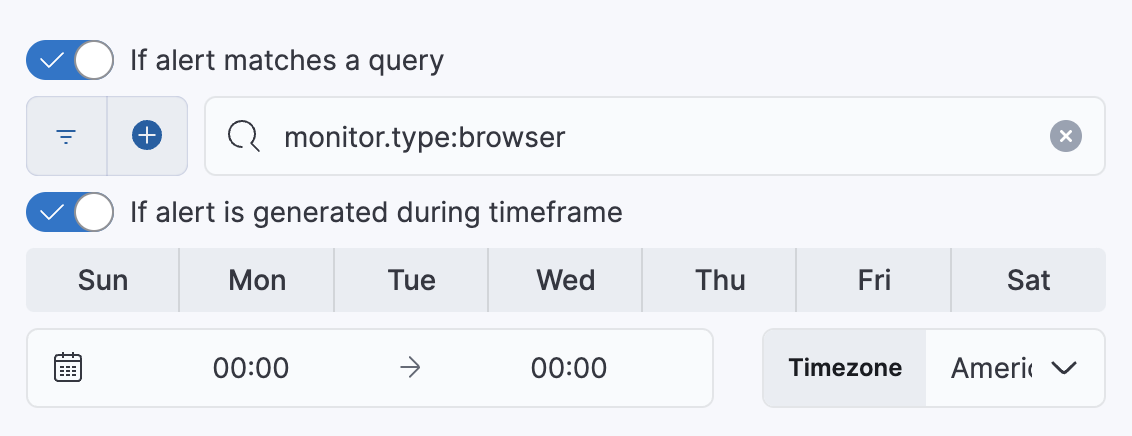 If alert matches a query
monitor.type:browser
If alert is generated during timeframe
Sun Mon Tue Wed Thu Fri Sat
00:00 → 00:00 Timezone Americ